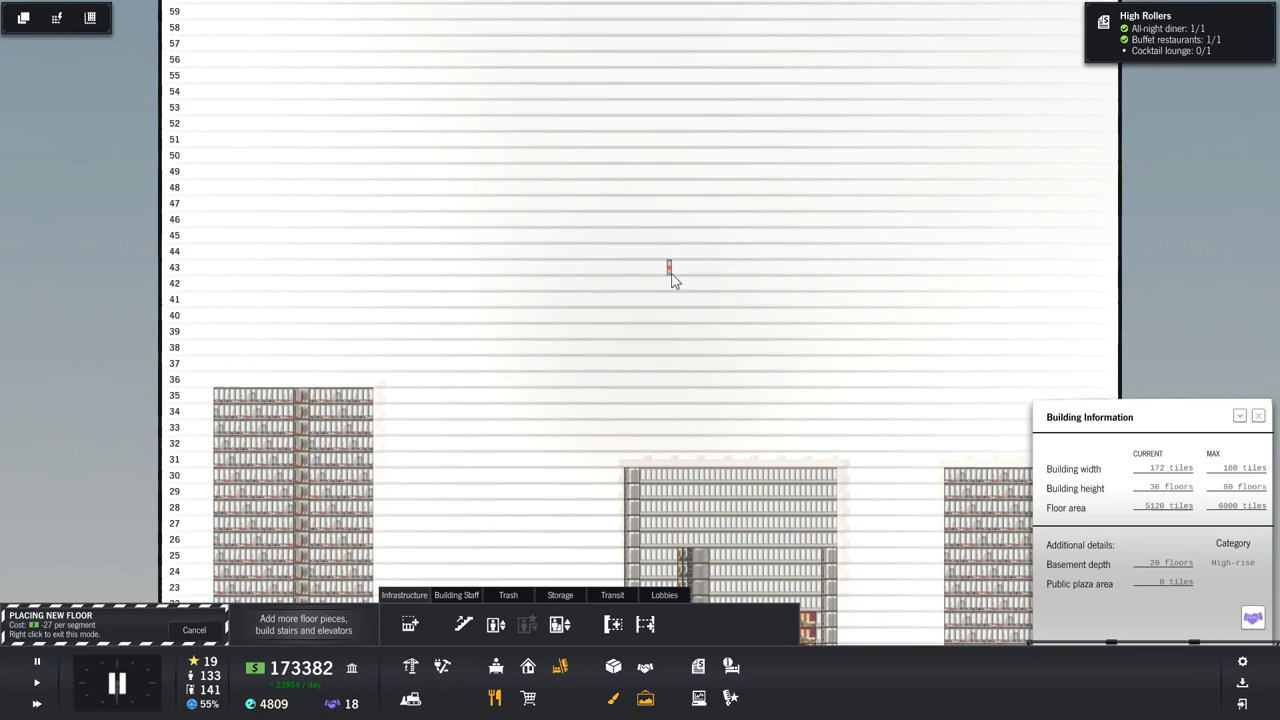 59
58
57
56
55
54
53
52
51
50
49
48
47
46
45
44
43
42
41
40
39
38
37
36
35
34
33
32
31
30
29
28
27
26
25
24
23
High Rollers
All-night diner: 1/1
Buffet restaurants: 1/1
• Cocktail lounge: 0/1
Building Information
CURRENT MAX
Building width 172 tiles 180 tiles
Building height 36 floors 80 floors
Floor area 5120 tiles 6000 tiles
Additional details: Category
Basement depth 20 floors High-rise
Public plaza area 0 tiles
Infrastructure Building Staff Trash Storage Transit Lobbies
PLACING NEW FLOOR
Cost: $ -27 per segment
Right click to exit this mode.
Cancel
Add more floor pieces,
build stairs and elevators
19
133
141
55%
$ 173382
+ 23954 / day
4809 18